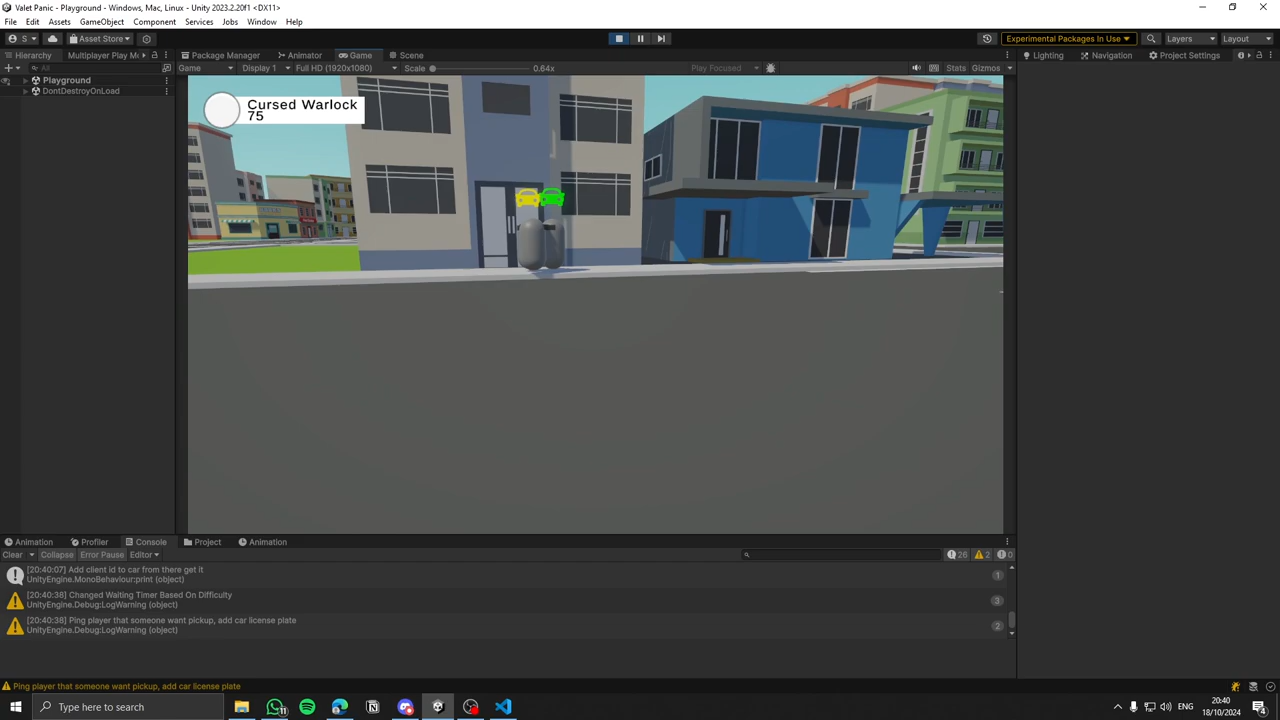 Valet Panic - Playground - Windows, Mac, Linux - Unity 2023.2.20f1 <DX11>
File Edit Assets GameObject Component Services Jobs Window Help
S Asset Store Experimental Packages In Use Layers Layout
Hierarchy Multiplayer Play Mo Package Manager Animator Game Scene Lighting Navigation Project Settings
All Game Display 1 Full HD (1920x1080) Scale 0.64x Play Focused Stats Gizmos
Playground
DontDestroyOnLoad
Cursed Warlock
75
Animation Profiler Console Project Animation
Clear Collapse Error Pause Editor 26 2 0
[20:40:07] Add client id to car from there get it
UnityEngine.MonoBehaviour:print (object)
1
[20:40:38] Changed Waiting Timer Based On Difficulty
UnityEngine.Debug:LogWarning (object)
3
[20:40:38] Ping player that someone want pickup, add car license plate
UnityEngine.Debug:LogWarning (object)
2
Ping player that someone want pickup, add car license plate
Type here to search 11 ENG 20:40
18/10/2024 4